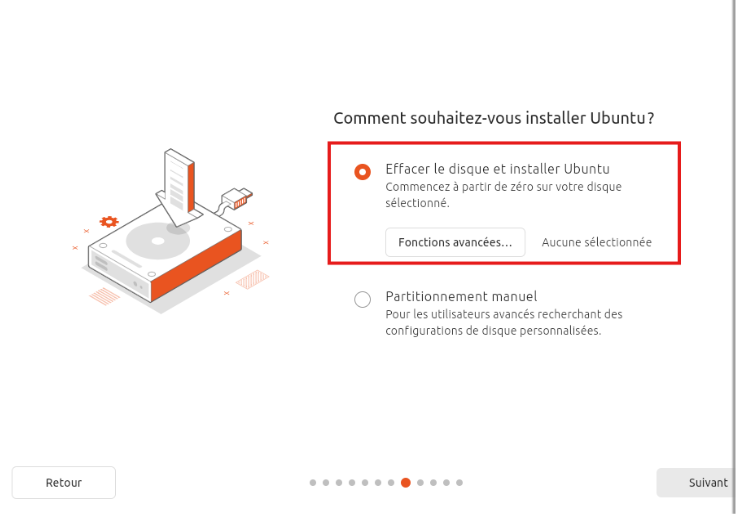 Comment souhaitez-vous installer Ubuntu ?
Effacer le disque et installer Ubuntu
Commencez à partir de zéro sur votre disque
sélectionné.
Fonctions avancées... Aucune sélectionnée
Partitionnement manuel
Pour les utilisateurs avancés recherchant des
configurations de disque personnalisées.
Retour
Suivant